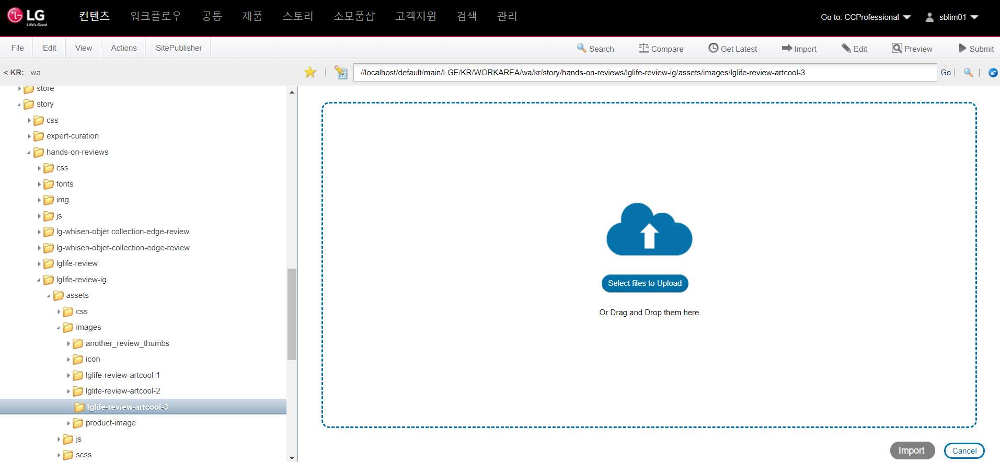 LG
Life's Good
컨텐츠 워크플로우 공통 제품 스토리 소모품샵 고객지원 검색 관리
Go to: CCProfessional sblim01
File Edit View Actions SitePublisher Search Compare Get Latest Import Edit Preview Submit
< KR: wa //localhost/default/main/LGE/KR/WORKAREA/wa/kr/story/hands-on-reviews/lglife-review-ig/assets/images/lglife-review-artcool-3 Go
store
story
css
expert-curation
hands-on-reviews
css
fonts
img
js
lg-whisen-objet collection-edge-review
lg-whisen-objet-collection-edge-review
lglife-review
lglife-review-ig
assets
css
images
another_review_thumbs
icon
lglife-review-artcool-1
lglife-review-artcool-2
lglife-review-artcool-3
product-image
js
scss
Select files to Upload
Or Drag and Drop them here
Import Cancel